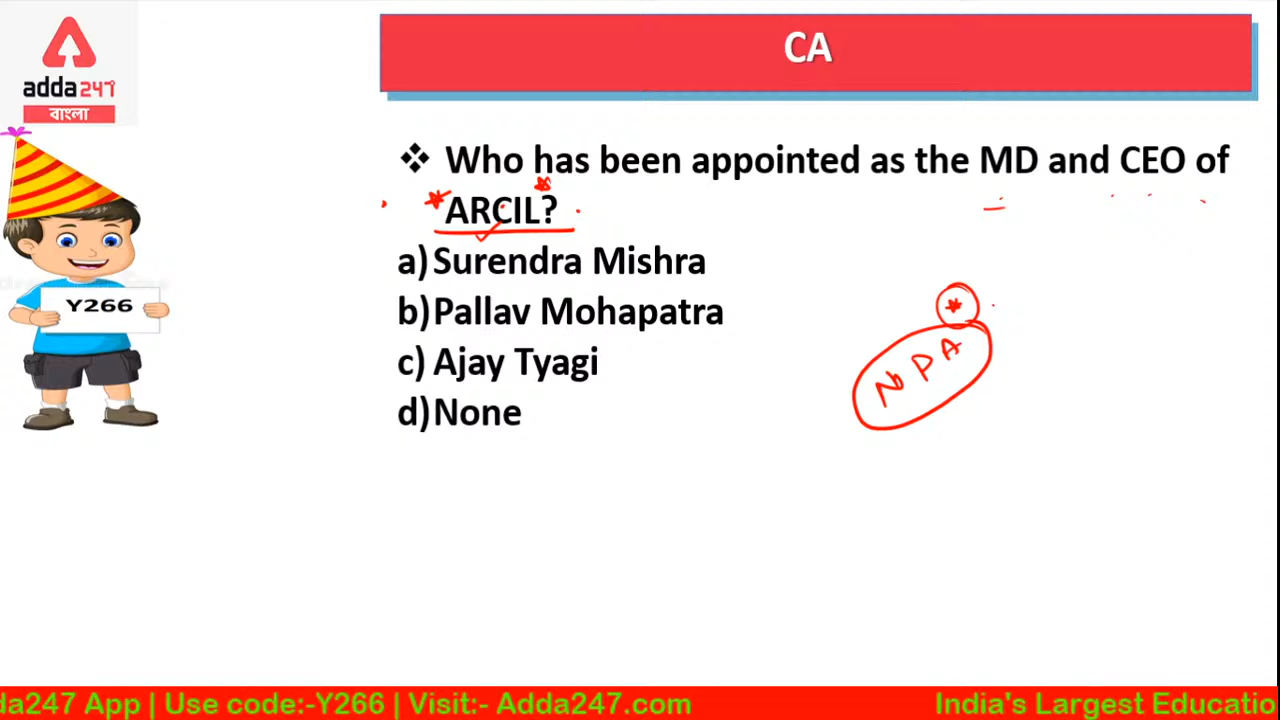 CA
adda247
বাংলা
❖ Who has been appointed as the MD and CEO of
ARCIL?
a)Surendra Mishra
b)Pallav Mohapatra
c) Ajay Tyagi
d)None
Y266
NPA
da247 App | Use code:-Y266 | Visit:- Adda247.com
India's Largest Educatio